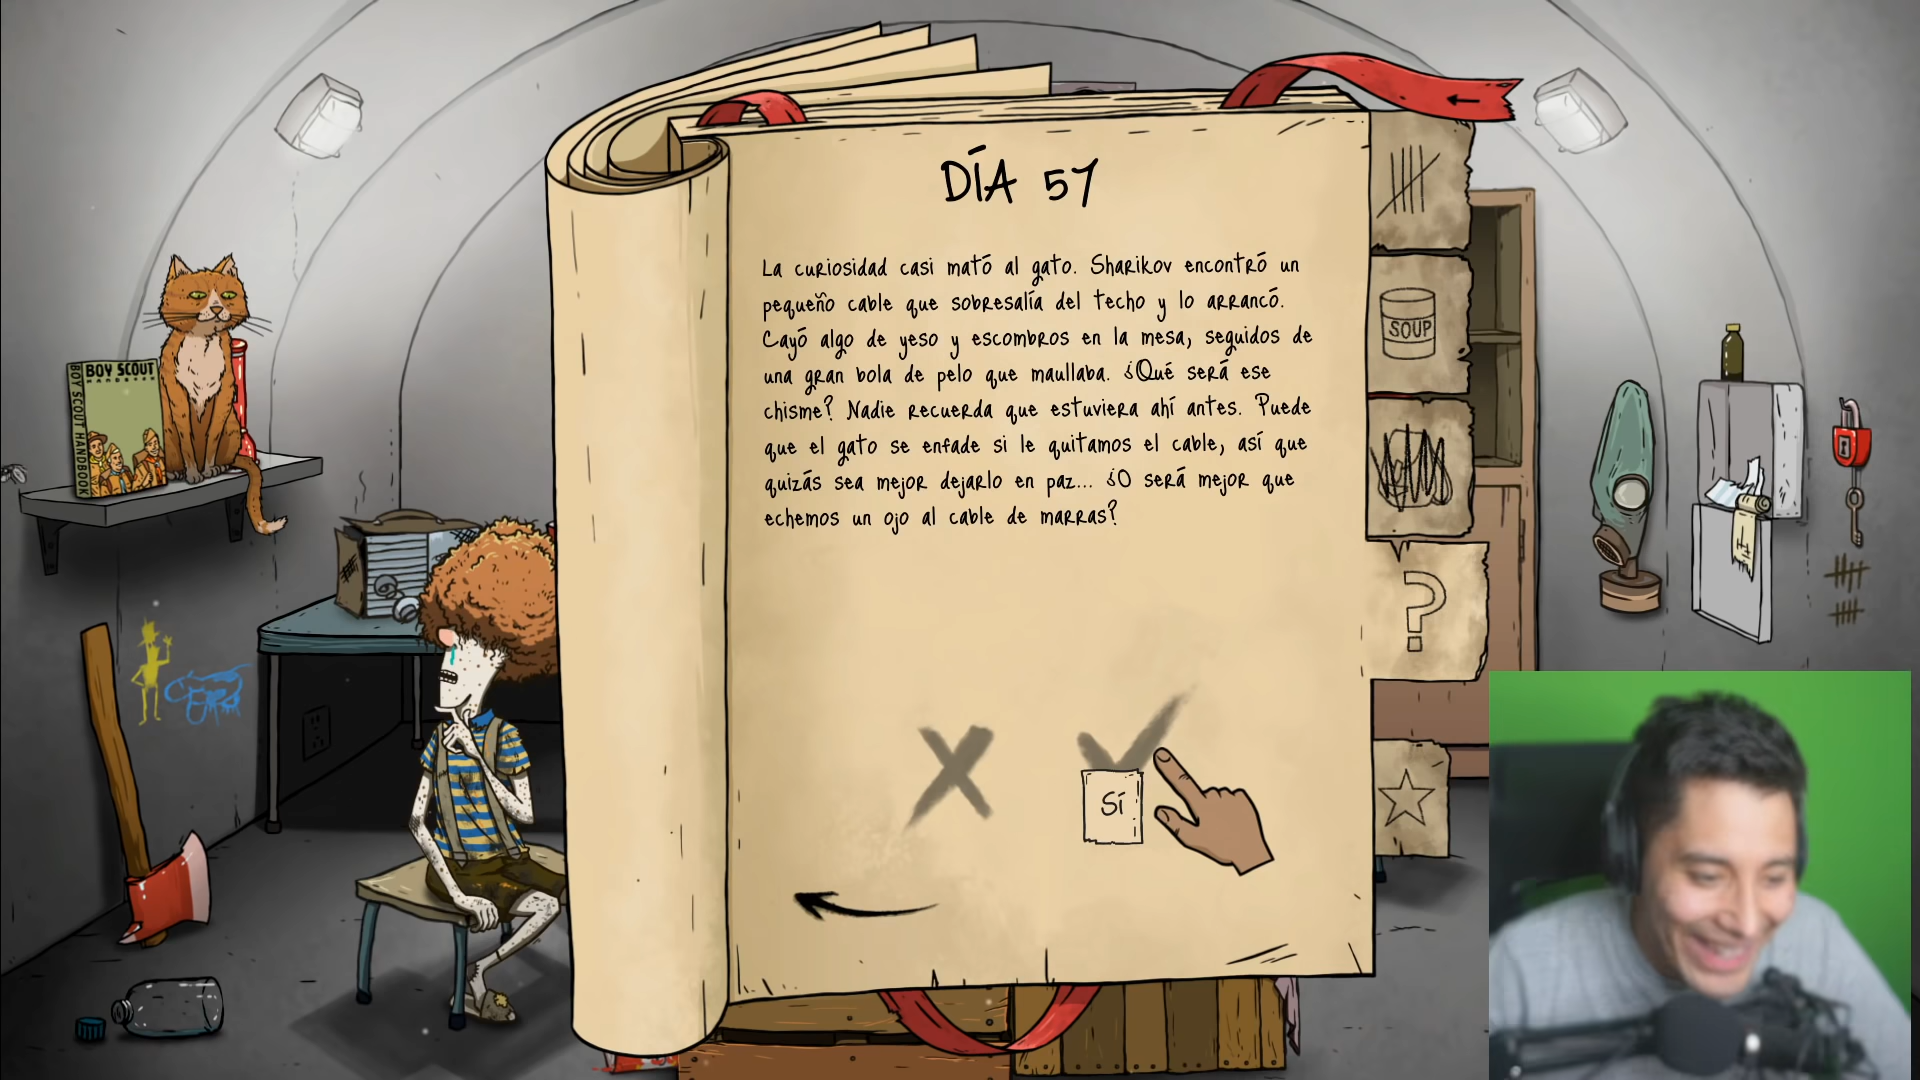 DÍA 57
La curiosidad casi mató al gato. Sharikov encontró un
pequeño cable que sobresalía del techo y lo arrancó.
Cayó algo de yeso y escombros en la mesa, seguidos de
una gran bola de pelo que maullaba. ¿Qué será ese
chisme? Nadie recuerda que estuviera ahí antes. Puede
que el gato se enfade si le quitamos el cable, así que
quizás sea mejor dejarlo en paz... ¿O será mejor que
echemos un ojo al cable de marras?
Sí
SOUP
?
BOY SCOUT
HANDBOOK
BOY SCOUT HANDBOOK